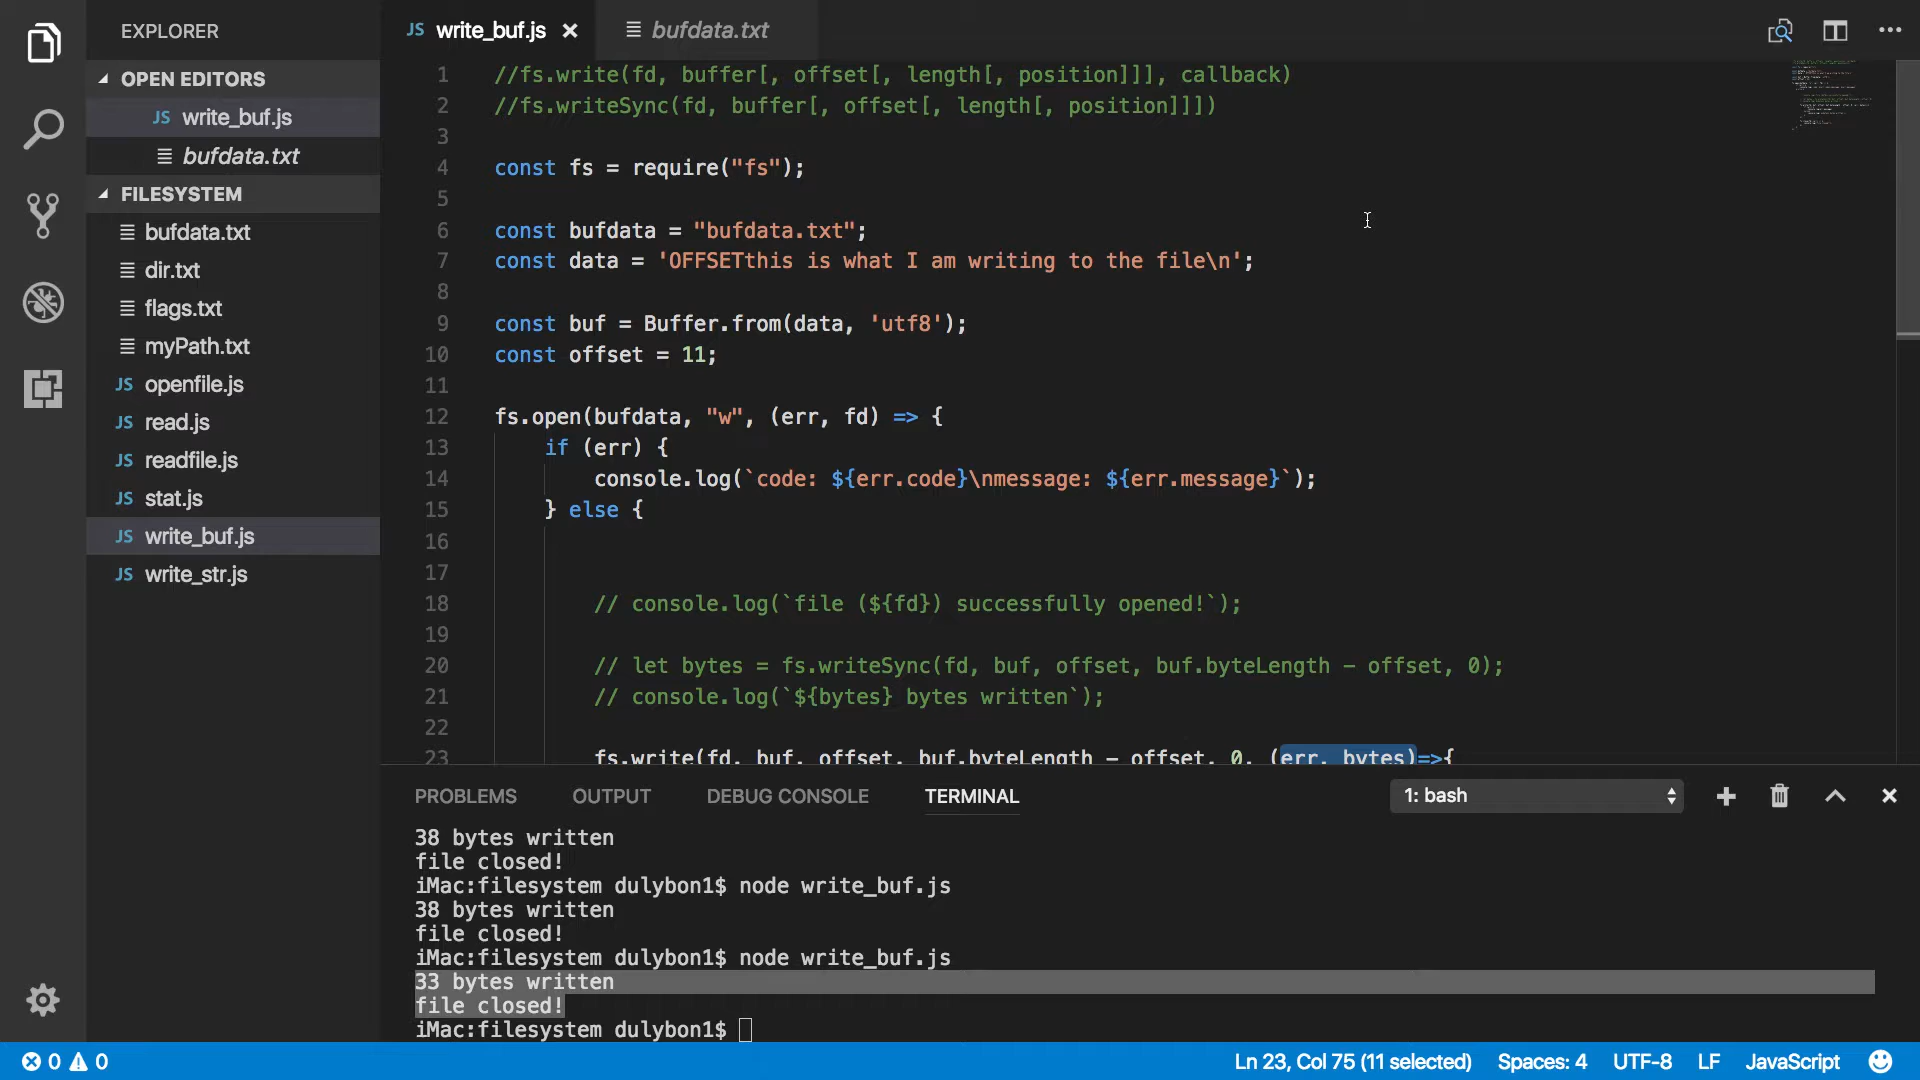 EXPLORER
OPEN EDITORS
JS write_buf.js
bufdata.txt
FILESYSTEM
bufdata.txt
dir.txt
flags.txt
myPath.txt
JS openfile.js
JS read.js
JS readfile.js
JS stat.js
JS write_buf.js
JS write_str.js
JS write_buf.js
bufdata.txt
1 //fs.write(fd, buffer[, offset[, length[, position]]], callback)
2 //fs.writeSync(fd, buffer[, offset[, length[, position]]])
3
4 const fs = require("fs");
5
6 const bufdata = "bufdata.txt";
7 const data = 'OFFSETthis is what I am writing to the file\n';
8
9 const buf = Buffer.from(data, 'utf8');
10 const offset = 11;
11
12 fs.open(bufdata, "w", (err, fd) => {
13 if (err) {
14 console.log(`code: ${err.code}\nmessage: ${err.message}`);
15 } else {
16
17
18 // console.log(`file (${fd}) successfully opened!`);
19
20 // let bytes = fs.writeSync(fd, buf, offset, buf.byteLength - offset, 0);
21 // console.log(`${bytes} bytes written`);
22
23 fs.write(fd, buf, offset, buf.byteLength - offset, 0, (err, bytes)=>{
PROBLEMS OUTPUT DEBUG CONSOLE TERMINAL 1: bash
38 bytes written
file closed!
iMac:filesystem dulybon1$ node write_buf.js
38 bytes written
file closed!
iMac:filesystem dulybon1$ node write_buf.js
33 bytes written
file closed!
iMac:filesystem dulybon1$
0 0 Ln 23, Col 75 (11 selected) Spaces: 4 UTF-8 LF JavaScript